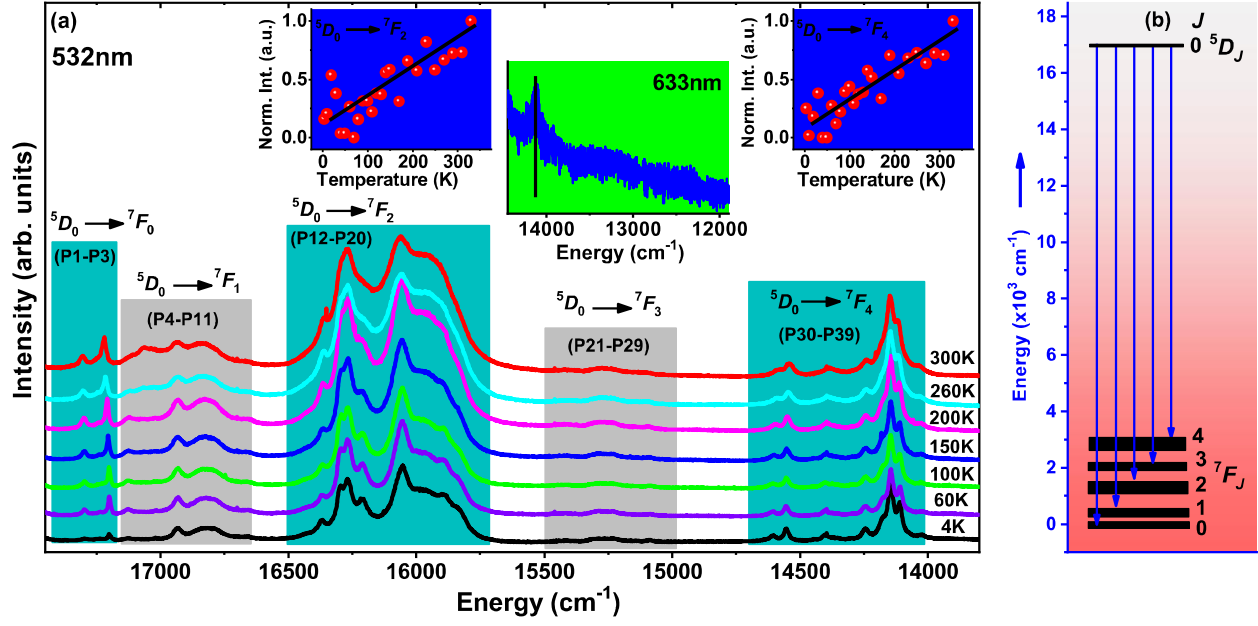 (a)
532nm
⁵D₀ → ⁷F₂
Norm. Int. (a.u.)
1.0
0.5
0.0
0 100 200 300
Temperature (K)
633nm
14000 13000 12000
Energy (cm⁻¹)
⁵D₀ → ⁷F₄
Norm. Int. (a.u.)
1.0
0.5
0.0
0 100 200 300
Temperature (K)
Intensity (arb. units)
⁵D₀ → ⁷F₀
(P1-P3)
⁵D₀ → ⁷F₁
(P4-P11)
⁵D₀ → ⁷F₂
(P12-P20)
⁵D₀ → ⁷F₃
(P21-P29)
⁵D₀ → ⁷F₄
(P30-P39)
300K
260K
200K
150K
100K
60K
4K
17000 16500 16000 15500 15000 14500 14000
Energy (cm⁻¹)
(b)
J
0 ⁵D_J
Energy (x10³ cm⁻¹)
18
16
14
12
10
8
6
4
2
0
4
3
2
1
0
⁷F_J